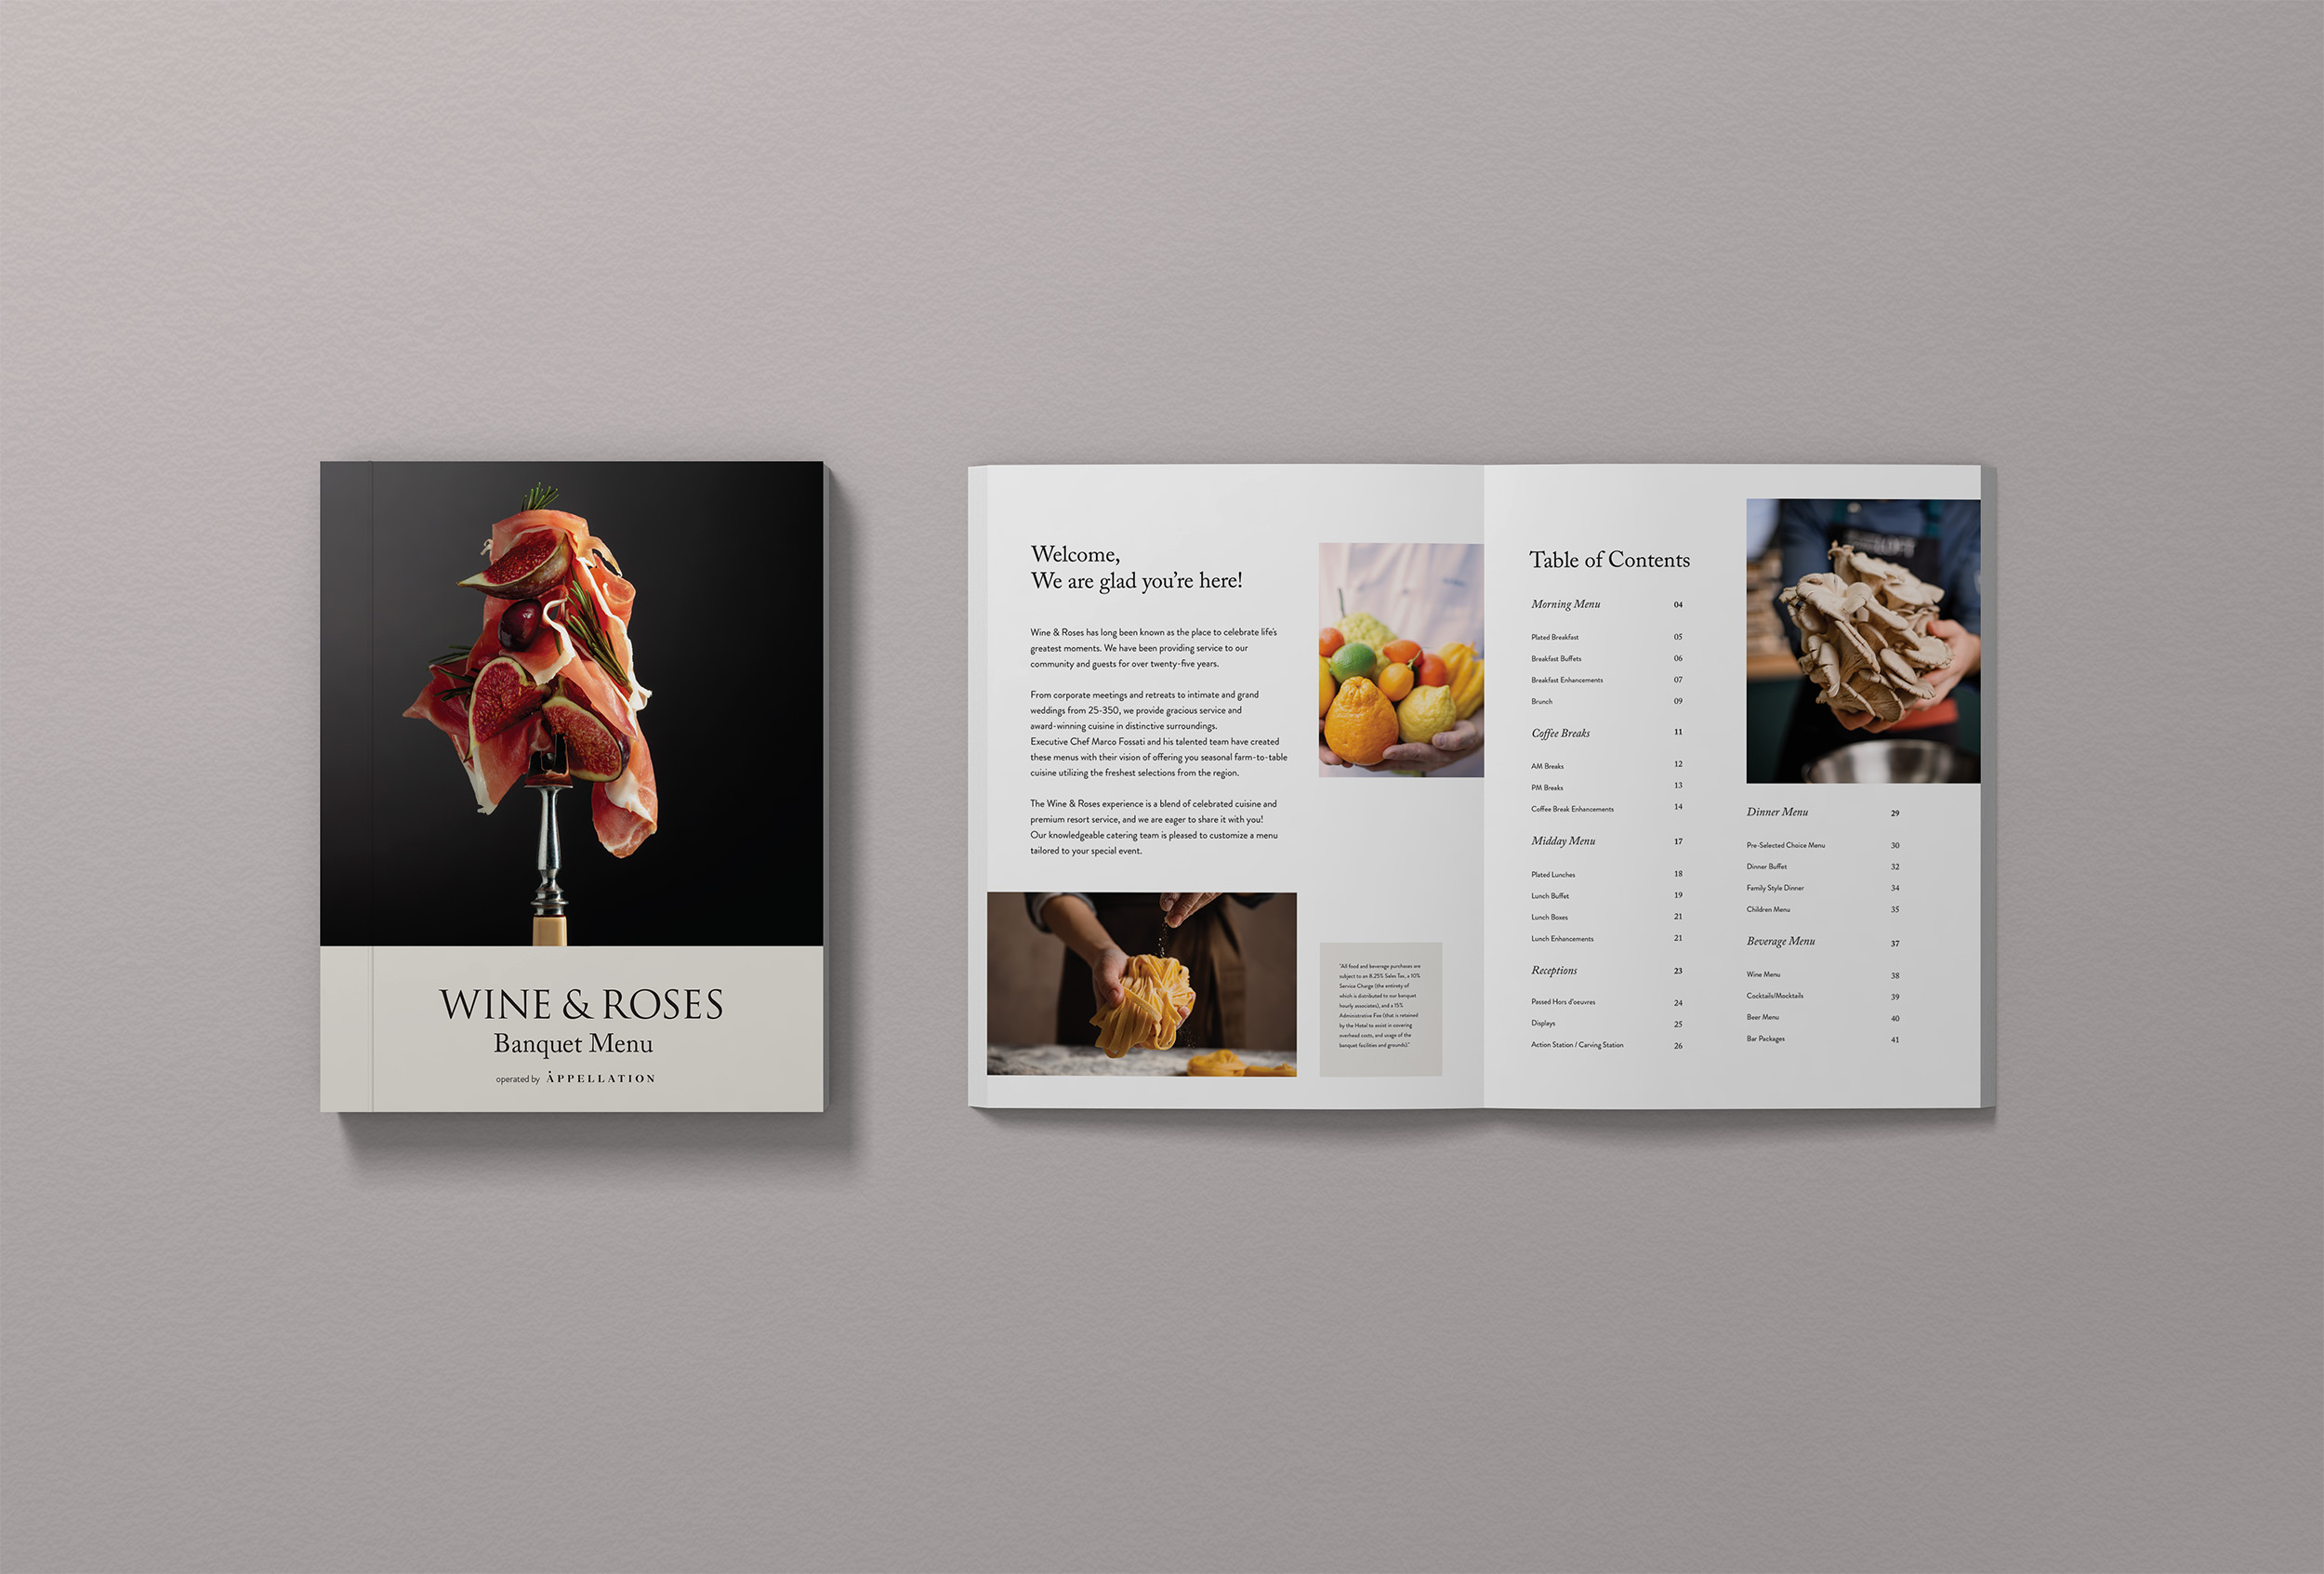 WINE & ROSES
Banquet Menu
operated by APPELLATION
Welcome,
We are glad you're here!
Wine & Roses has long been known as the place to celebrate life's
greatest moments. We have been providing service to our
community and guests for over twenty-five years.
From corporate meetings and retreats to intimate and grand
weddings from 25-350, we provide gracious service and
award-winning cuisine in distinctive surroundings.
Executive Chef Marco Fossati and his talented team have created
these menus with their vision of offering you seasonal farm-to-table
cuisine utilizing the freshest selections from the region.
The Wine & Roses experience is a blend of celebrated cuisine and
premium resort service, and we are eager to share it with you!
Our knowledgeable catering team is pleased to customize a menu
tailored to your special event.
"All food and beverage purchases are
subject to an 8.25% Sales Tax, a 10%
Service Charge (the entirety of
which is distributed to our banquet
hourly associates), and a 15%
Administrative Fee (that is retained
by the Hotel to assist in covering
overhead costs, and usage of the
banquet facilities and grounds)."
Table of Contents
Morning Menu 04
Plated Breakfast 05
Breakfast Buffets 06
Breakfast Enhancements 07
Brunch 09
Coffee Breaks 11
AM Breaks 12
PM Breaks 13
Coffee Break Enhancements 14
Midday Menu 17
Plated Lunches 18
Lunch Buffet 19
Lunch Boxes 21
Lunch Enhancements 21
Receptions 23
Passed Hors d'oeuvres 24
Displays 25
Action Station / Carving Station 26
Dinner Menu 29
Pre-Selected Choice Menu 30
Dinner Buffet 32
Family Style Dinner 34
Children Menu 35
Beverage Menu 37
Wine Menu 38
Cocktails/Mocktails 39
Beer Menu 40
Bar Packages 41